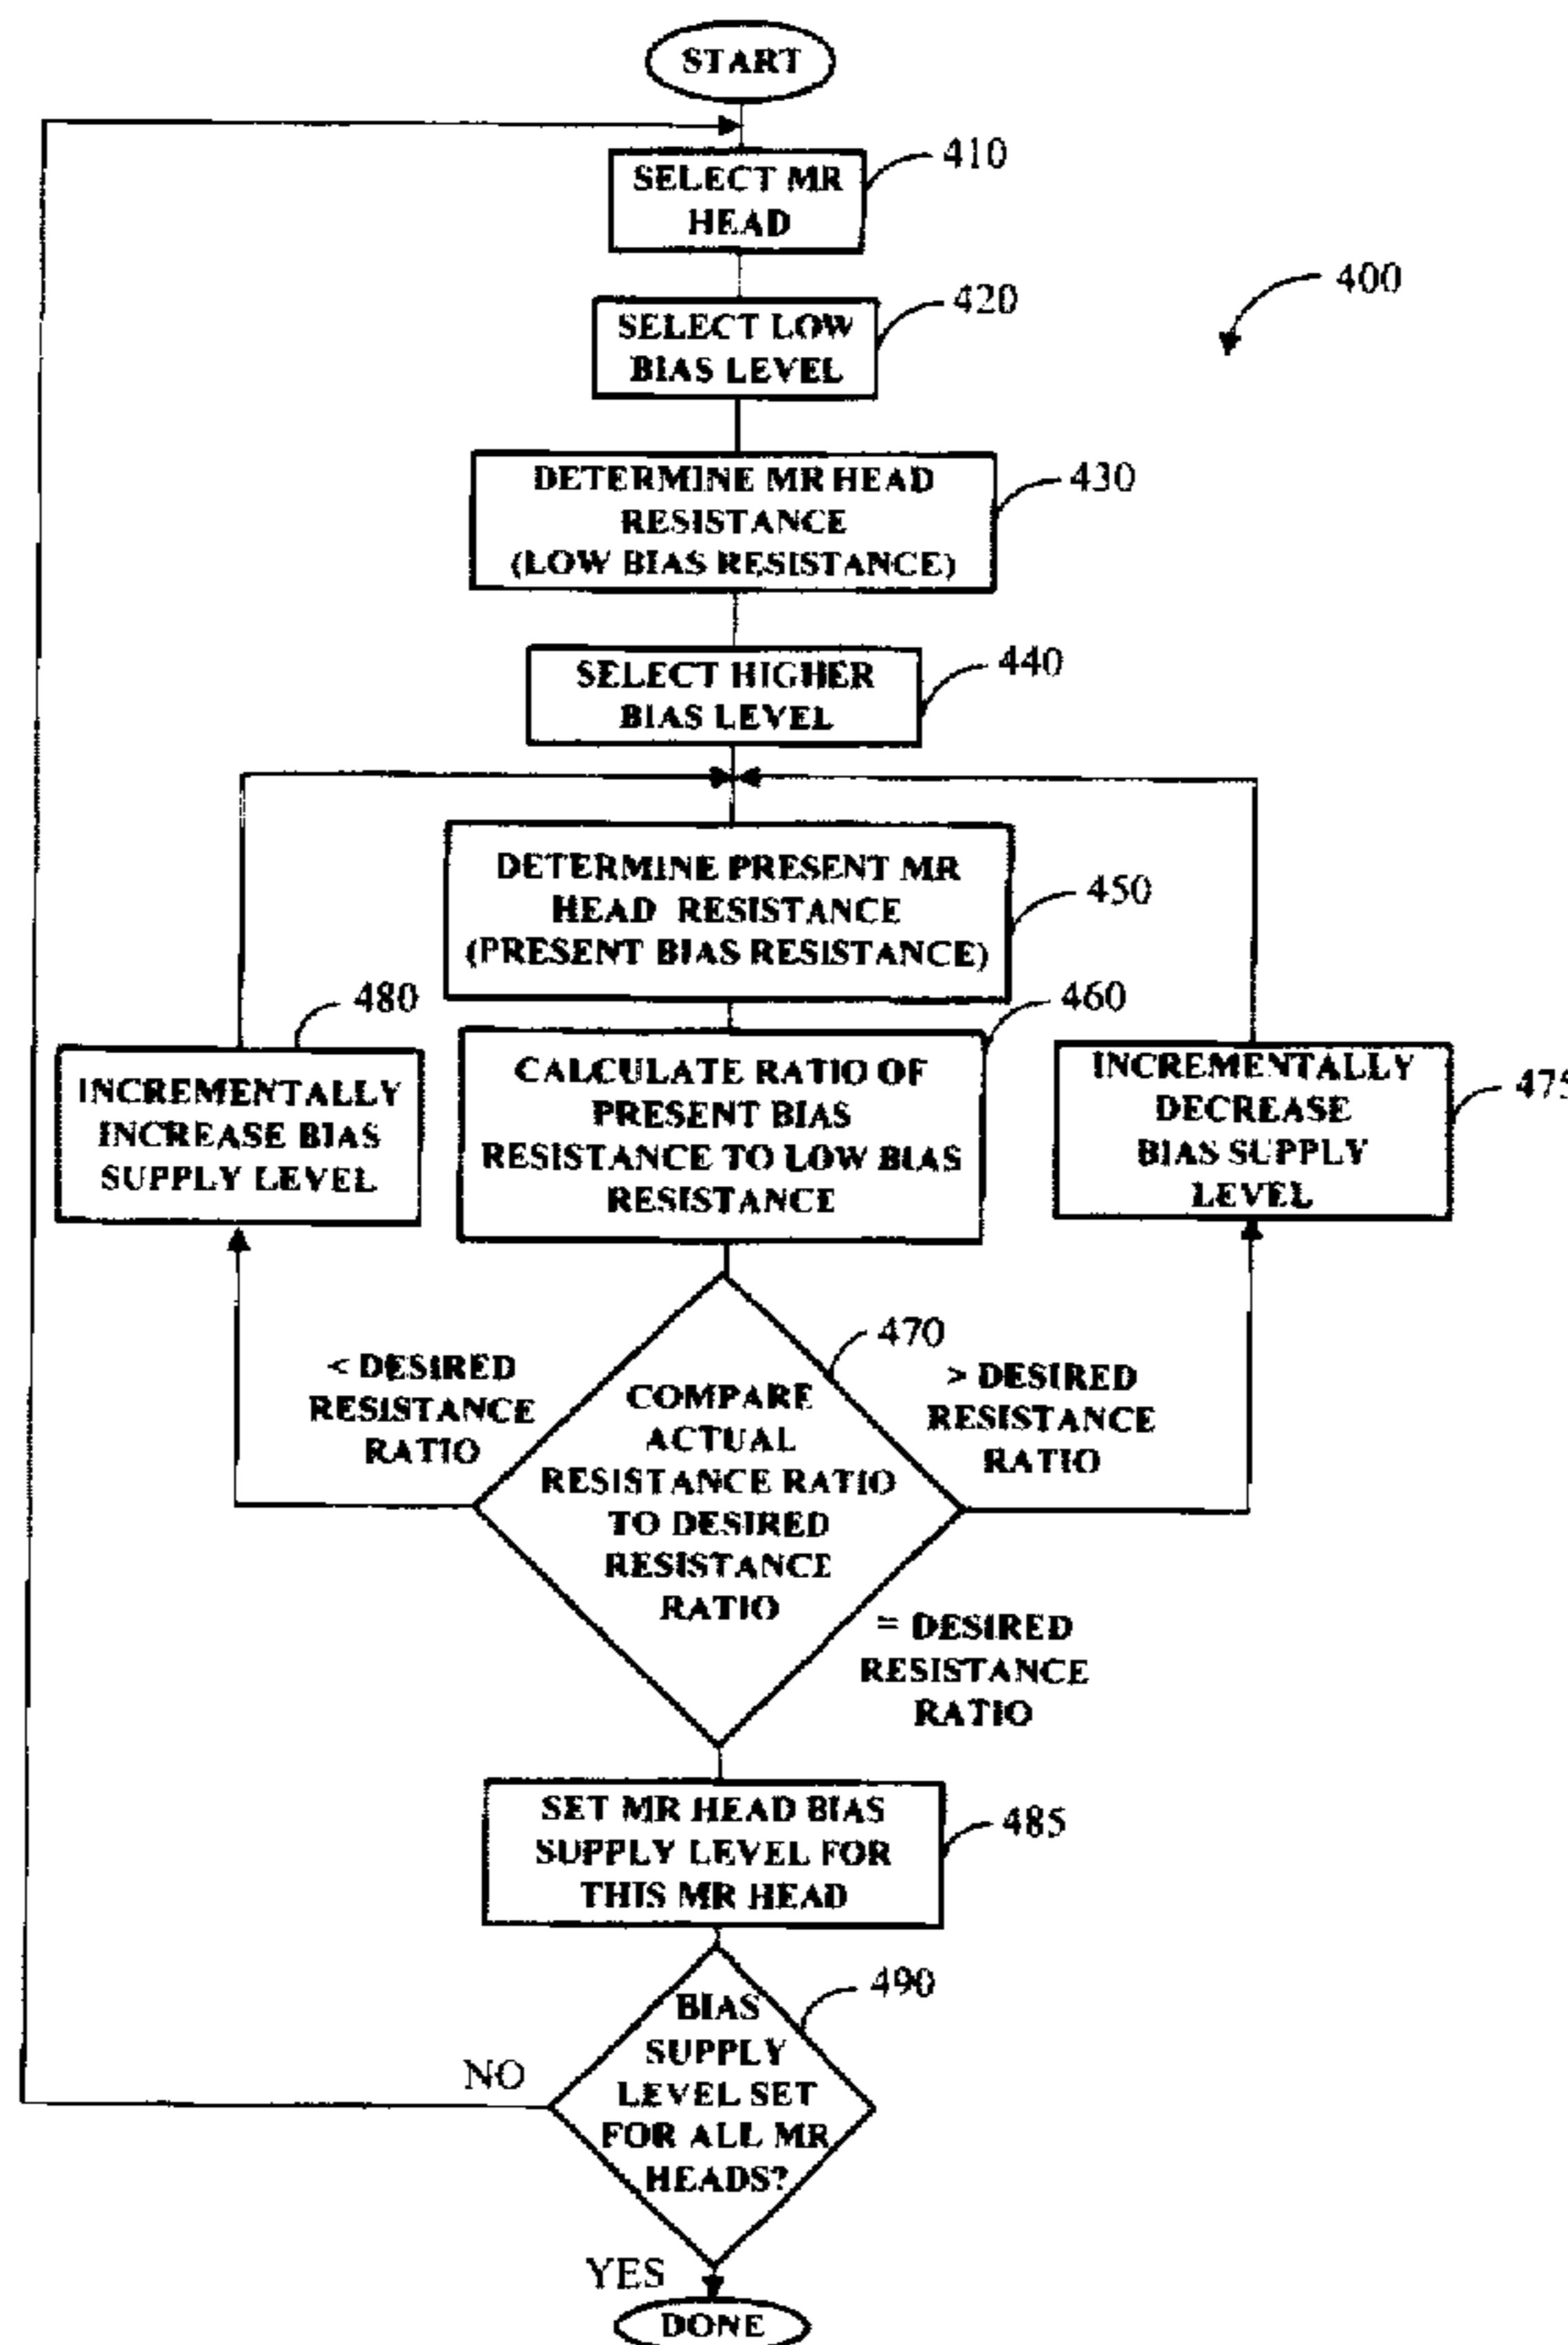 START
410
SELECT MR
HEAD
400
420
SELECT LOW
BIAS LEVEL
430
DETERMINE MR HEAD
RESISTANCE
(LOW BIAS RESISTANCE)
440
SELECT HIGHER
BIAS LEVEL
450
DETERMINE PRESENT MR
HEAD RESISTANCE
(PRESENT BIAS RESISTANCE)
480
INCREMENTALLY
INCREASE BIAS
SUPPLY LEVEL
460
CALCULATE RATIO OF
PRESENT BIAS
RESISTANCE TO LOW BIAS
RESISTANCE
475
INCREMENTALLY
DECREASE
BIAS SUPPLY
LEVEL
< DESIRED
RESISTANCE
RATIO
470
COMPARE
ACTUAL
RESISTANCE RATIO
TO DESIRED
RESISTANCE
RATIO
> DESIRED
RESISTANCE
RATIO
= DESIRED
RESISTANCE
RATIO
485
SET MR HEAD BIAS
SUPPLY LEVEL FOR
THIS MR HEAD
490
BIAS
SUPPLY
LEVEL SET
FOR ALL MR
HEADS?
NO
YES
DONE